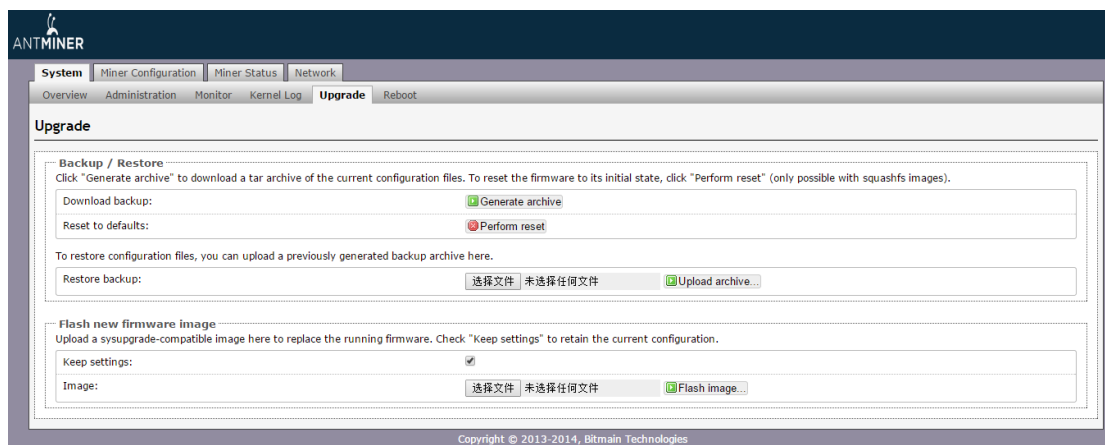 ANTMINER
System Miner Configuration Miner Status Network
Overview Administration Monitor Kernel Log Upgrade Reboot
Upgrade
Backup / Restore
Click "Generate archive" to download a tar archive of the current configuration files. To reset the firmware to its initial state, click "Perform reset" (only possible with squashfs images).
Download backup: Generate archive
Reset to defaults: Perform reset
To restore configuration files, you can upload a previously generated backup archive here.
Restore backup: 选择文件 未选择任何文件 Upload archive...
Flash new firmware image
Upload a sysupgrade-compatible image here to replace the running firmware. Check "Keep settings" to retain the current configuration.
Keep settings:
Image: 选择文件 未选择任何文件 Flash image...
Copyright © 2013-2014, Bitmain Technologies